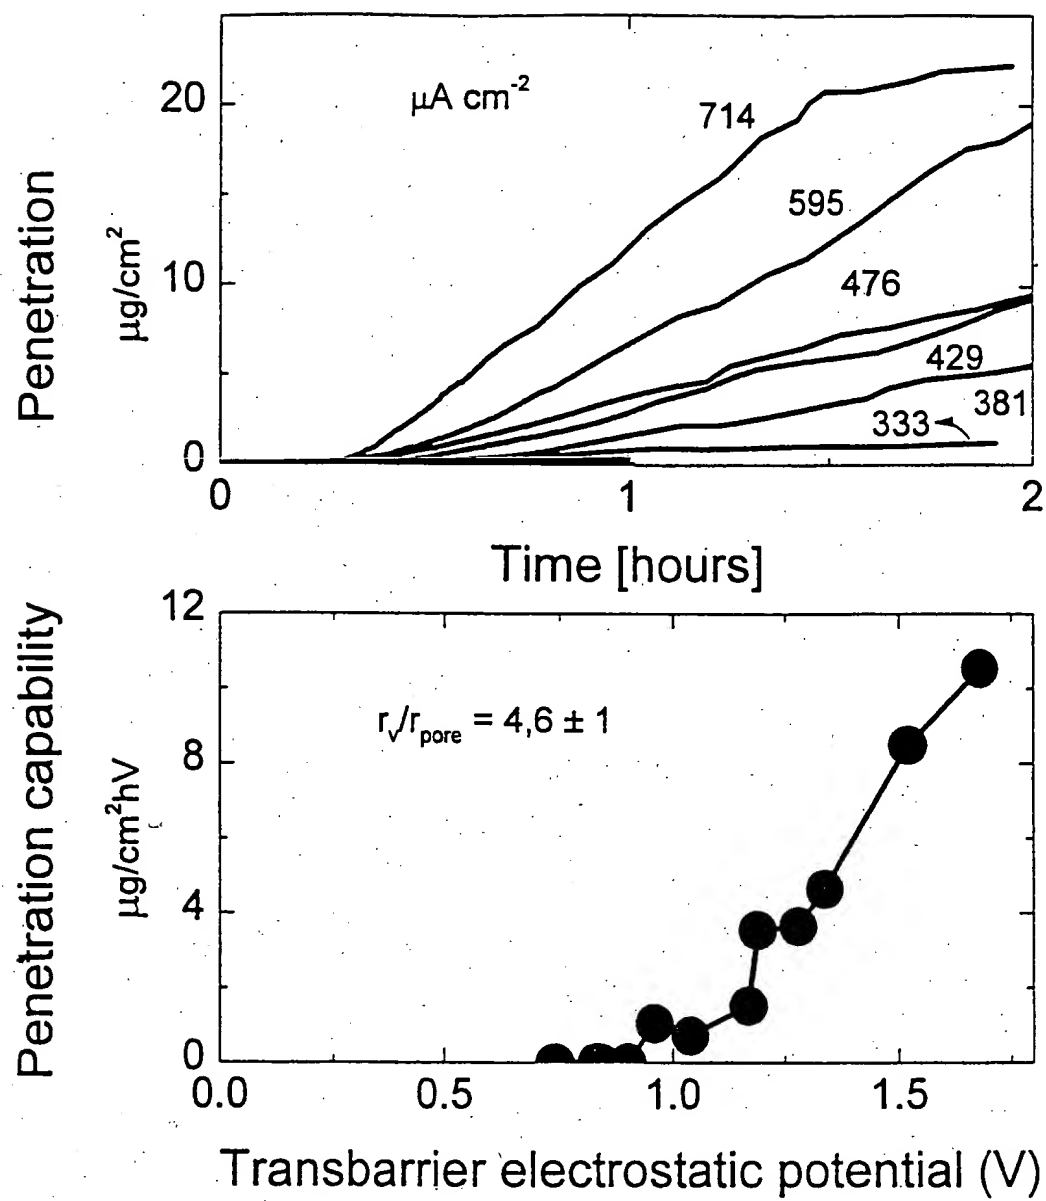 Penetration
µg/cm²
20
10
0
µA cm⁻²
714
595
476
429
381
333
0 1 2
Time [hours]
Penetration capability
µg/cm²hV
12
8
4
0
rᵥ/rpore = 4,6 ± 1
0.0 0.5 1.0 1.5
Transbarrier electrostatic potential (V)